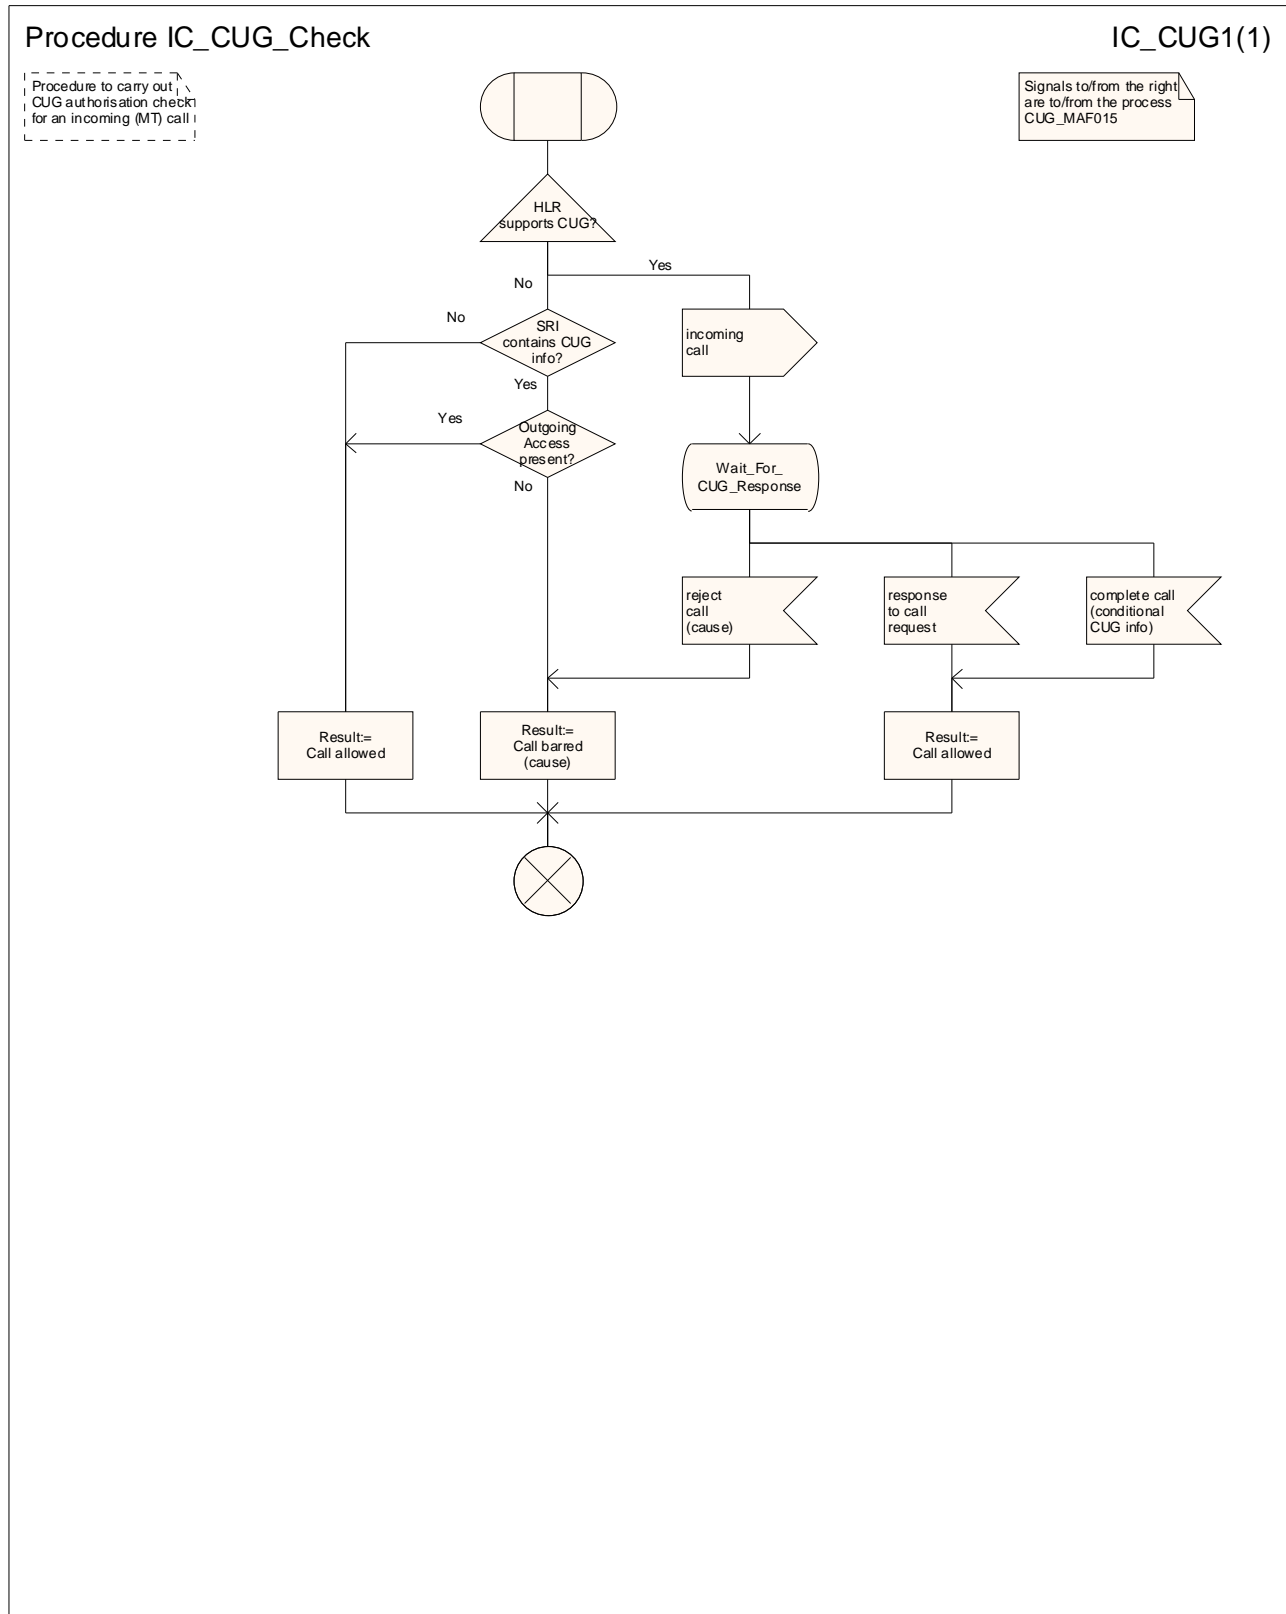 Procedure IC_CUG_Check
IC_CUG1(1)
Procedure to carry out
CUG authorisation check
for an incoming (MT) call
Signals to/from the right
are to/from the process
CUG_MAF015
HLR
supports CUG?
Yes
No
No
SRI
contains CUG
info?
incoming
call
Yes
Yes
Outgoing
Access
present?
No
Wait_For_
CUG_Response
reject
call
(cause)
response
to call
request
complete call
(conditional
CUG info)
Result:=
Call allowed
Result:=
Call barred
(cause)
Result:=
Call allowed